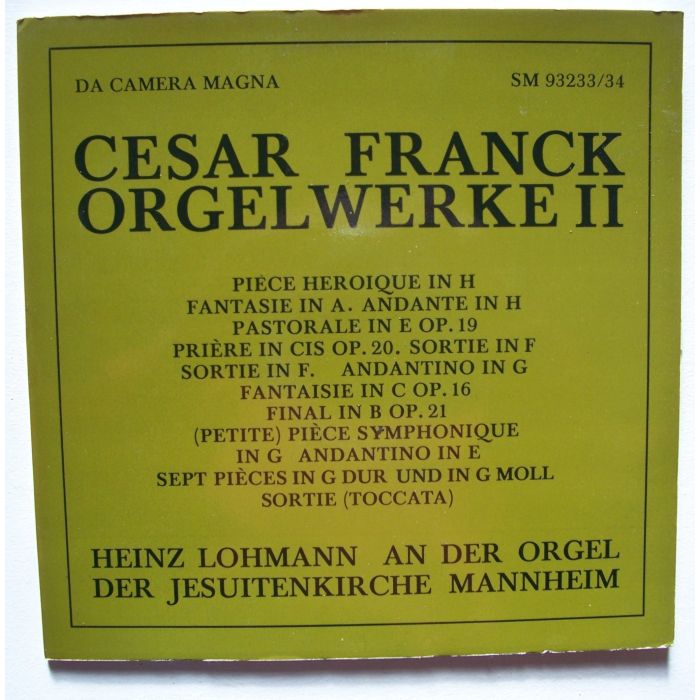 DA CAMERA MAGNA SM 93233/34
CESAR FRANCK
ORGELWERKE II
PIÈCE HEROIQUE IN H
FANTASIE IN A. ANDANTE IN H
PASTORALE IN E OP. 19
PRIÈRE IN CIS OP. 20. SORTIE IN F
SORTIE IN F. ANDANTINO IN G
FANTAISIE IN C OP. 16
FINAL IN B OP. 21
(PETITE) PIÈCE SYMPHONIQUE
IN G ANDANTINO IN E
SEPT PIÈCES IN G DUR UND IN G MOLL
SORTIE (TOCCATA)
HEINZ LOHMANN AN DER ORGEL
DER JESUITENKIRCHE MANNHEIM